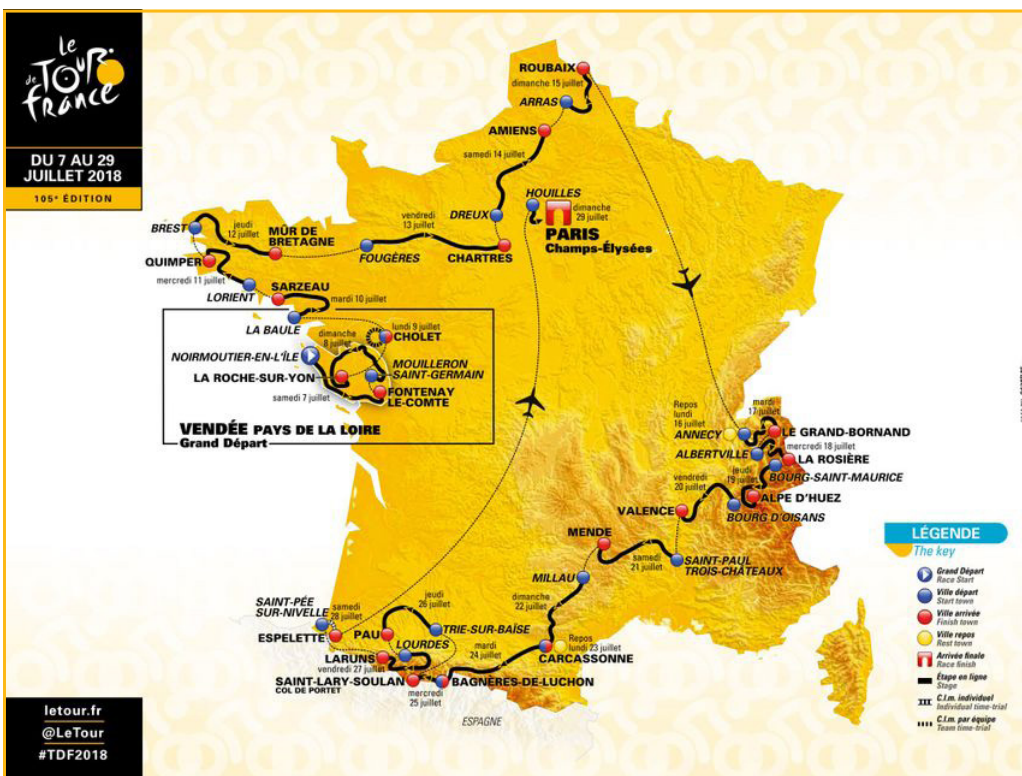 le
TOUR
de
france
DU 7 AU 29
JUILLET 2018
105e ÉDITION
ROUBAIX
dimanche 15 juillet
ARRAS
AMIENS
samedi 14 juillet
HOUILLES
dimanche
29 juillet
PARIS
Champs-Élysées
DREUX
BREST
jeudi
12 juillet
MÛR DE
BRETAGNE
vendredi
13 juillet
FOUGÈRES
CHARTRES
QUIMPER
mercredi 11 juillet
LORIENT
SARZEAU
mardi 10 juillet
LA BAULE
lundi 9 juillet
CHOLET
dimanche
8 juillet
NOIRMOUTIER-EN-L'ÎLE
MOUILLERON
SAINT-GERMAIN
LA ROCHE-SUR-YON
FONTENAY
LE-COMTE
samedi 7 juillet
VENDÉE PAYS DE LA LOIRE
Grand Départ
Repos
lundi
16 juillet
ANNECY
mardi
17 juillet
LE GRAND-BORNAND
mercredi 18 juillet
ALBERTVILLE
LA ROSIÈRE
BOURG-SAINT-MAURICE
jeudi
19 juillet
ALPE D'HUEZ
vendredi
20 juillet
BOURG D'OISANS
VALENCE
MENDE
samedi
21 juillet
SAINT-PAUL
TROIS-CHÂTEAUX
MILLAU
dimanche
22 juillet
Repos
lundi 23 juillet
CARCASSONNE
SAINT-PÉE
SUR-NIVELLE
samedi
28 juillet
ESPELETTE
jeudi
26 juillet
PAU
TRIE-SUR-BAÏSE
LOURDES
mardi
24 juillet
LARUNS
vendredi 27 juillet
SAINT-LARY-SOULAN
COL DE PORTET
BAGNÈRES-DE-LUCHON
mercredi
25 juillet
ESPAGNE
LÉGENDE
The key
Grand Départ
Race Start
Ville départ
Start town
Ville arrivée
Finish town
Ville repos
Rest town
Arrivée finale
Race finish
Étape en ligne
Stage
C.l.m. individuel
Individual time-trial
C.l.m. par équipe
Team time-trial
letour.fr
@LeTour
#TDF2018